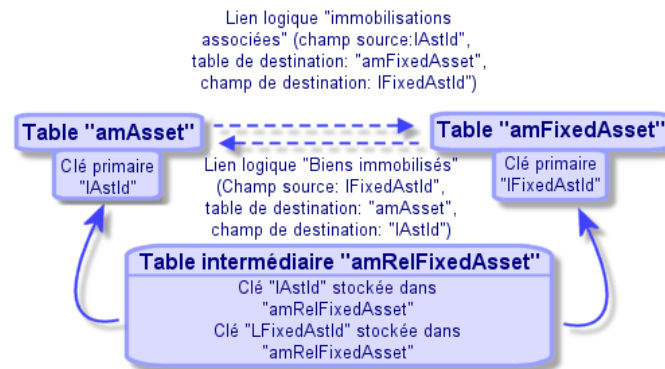 Lien logique "immobilisations
associées" (champ source:lAstId",
table de destination: "amFixedAsset",
champ de destination: lFixedAstId")
Table "amAsset"
Clé primaire
"lAstId"
Table "amFixedAsset"
Clé primaire
"lFixedAstId"
Lien logique "Biens immobilisés"
(Champ source: lFixedAstId",
table de destination: "amAsset",
champ de destination: "lAstId")
Table intermédiaire "amRelFixedAsset"
Clé "lAstId" stockée dans
"amRelFixedAsset"
Clé "LFixedAstId" stockée dans
"amRelFixedAsset"